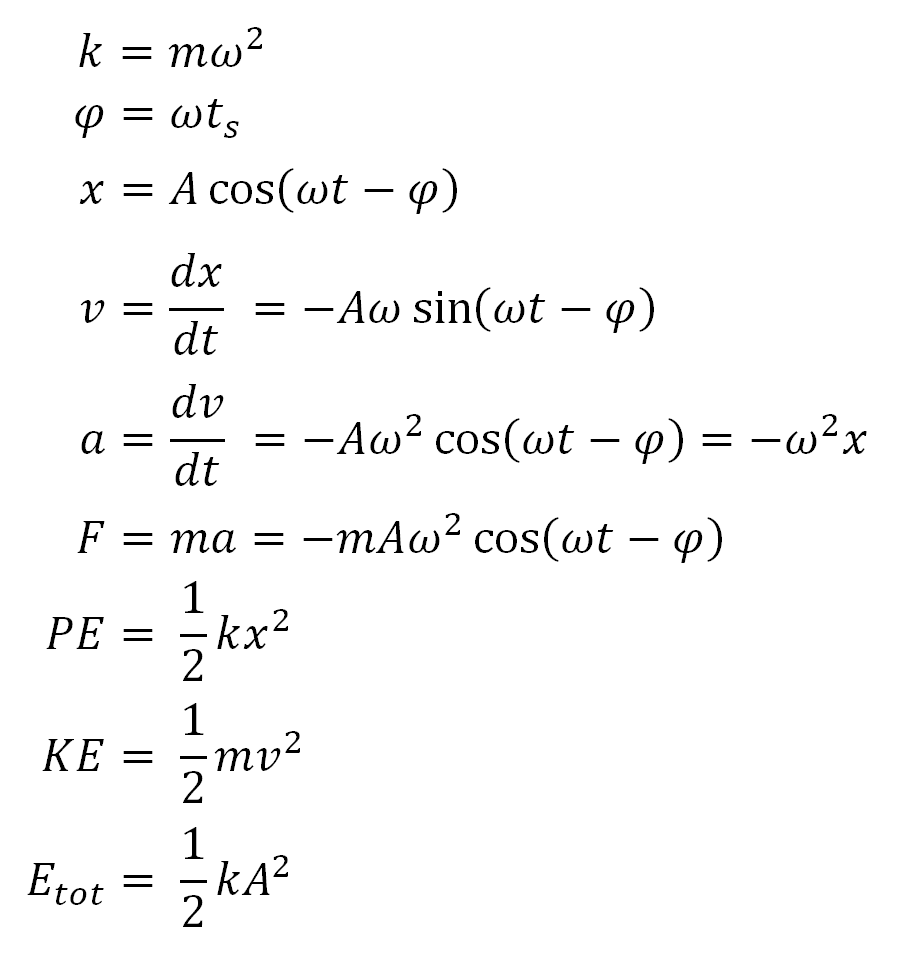 k = mω²
φ = ωtₛ
x = A cos(ωt − φ)
v = dx/dt = −Aω sin(ωt − φ)
a = dv/dt = −Aω² cos(ωt − φ) = −ω²x
F = ma = −mAω² cos(ωt − φ)
PE = 1/2 kx²
KE = 1/2 mv²
E_tot = 1/2 kA²